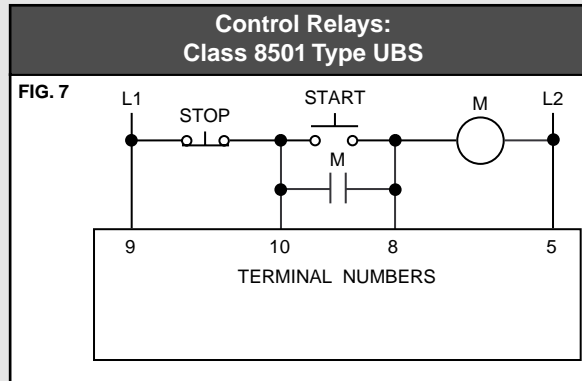 Control Relays:
Class 8501 Type UBS
FIG. 7
L1
STOP
START
M
L2
M
9 10 8 5
TERMINAL NUMBERS